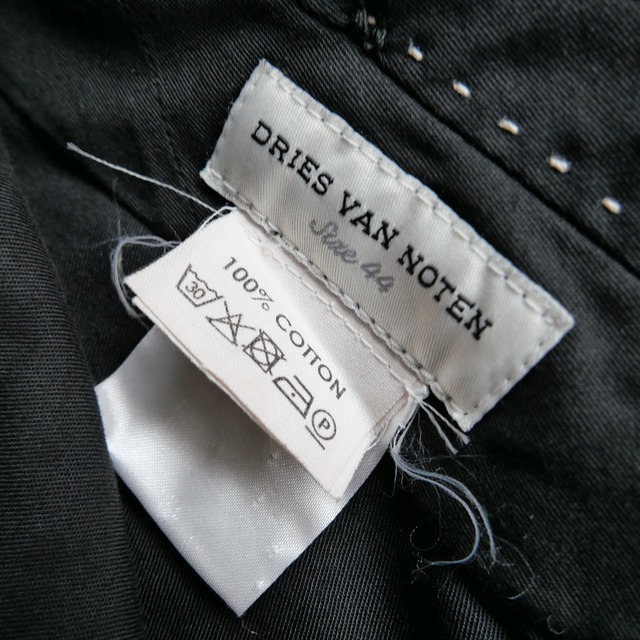 DRIES VAN NOTEN
Size 44
100% COTTON
30
P